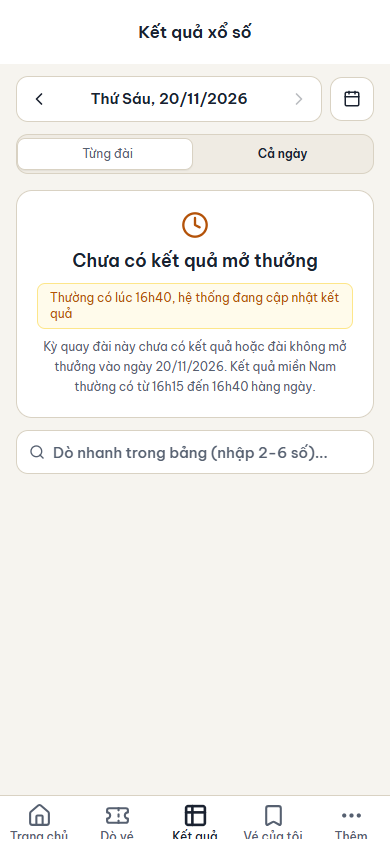 Kết quả xổ số
Thứ Sáu, 20/11/2026
Từng đài
Cả ngày
Chưa có kết quả mở thưởng
Thường có lúc 16h40, hệ thống đang cập nhật kết
quả
Kỳ quay đài này chưa có kết quả hoặc đài không mở
thưởng vào ngày 20/11/2026. Kết quả miền Nam
thường có từ 16h15 đến 16h40 hàng ngày.
Dò nhanh trong bảng (nhập 2-6 số)...
Trang chủ
Dò vé
Kết quả
Vé của tôi
Thêm